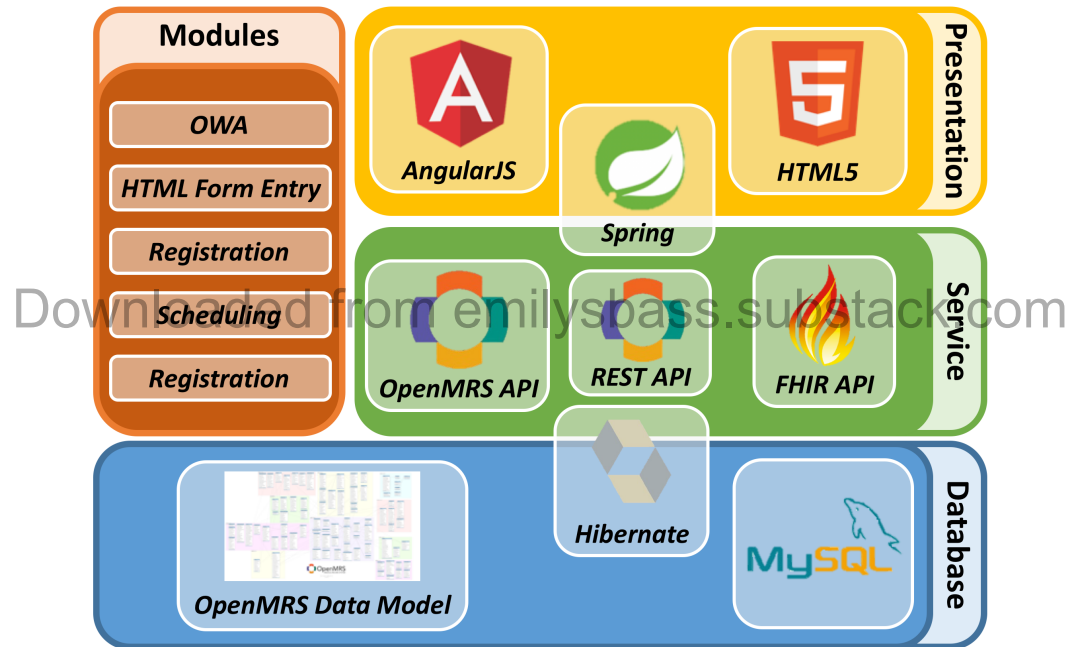 Modules
OWA
HTML Form Entry
Registration
Scheduling
Registration
Presentation
AngularJS
Spring
HTML5
Service
OpenMRS API
REST API
FHIR API
Downloaded from emilysbass.substack.com
Database
OpenMRS
OpenMRS Data Model
Hibernate
MySQL